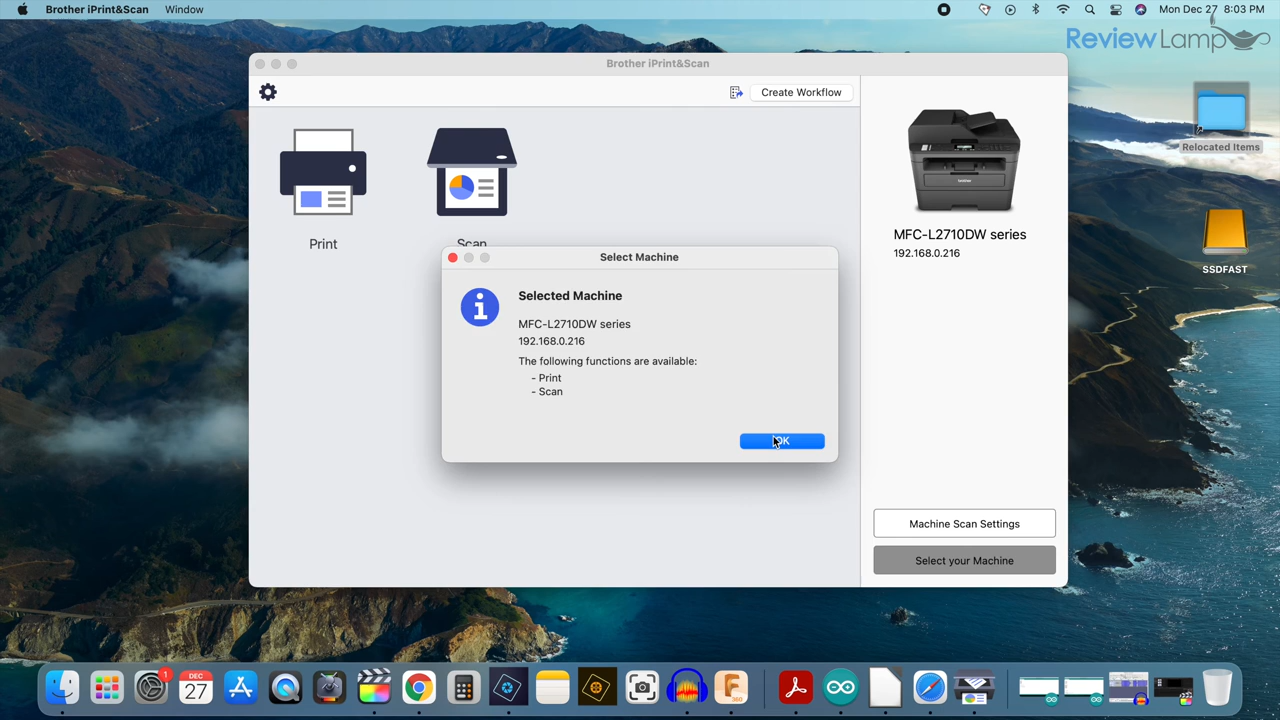 Brother iPrint&Scan Window
Mon Dec 27 8:03 PM
ReviewLamp
Brother iPrint&Scan
Create Workflow
Print
Scan
MFC-L2710DW series
192.168.0.216
Select Machine
Selected Machine
MFC-L2710DW series
192.168.0.216
The following functions are available:
- Print
- Scan
OK
Machine Scan Settings
Select your Machine
Relocated Items
SSDFAST
1
DEC
27
360